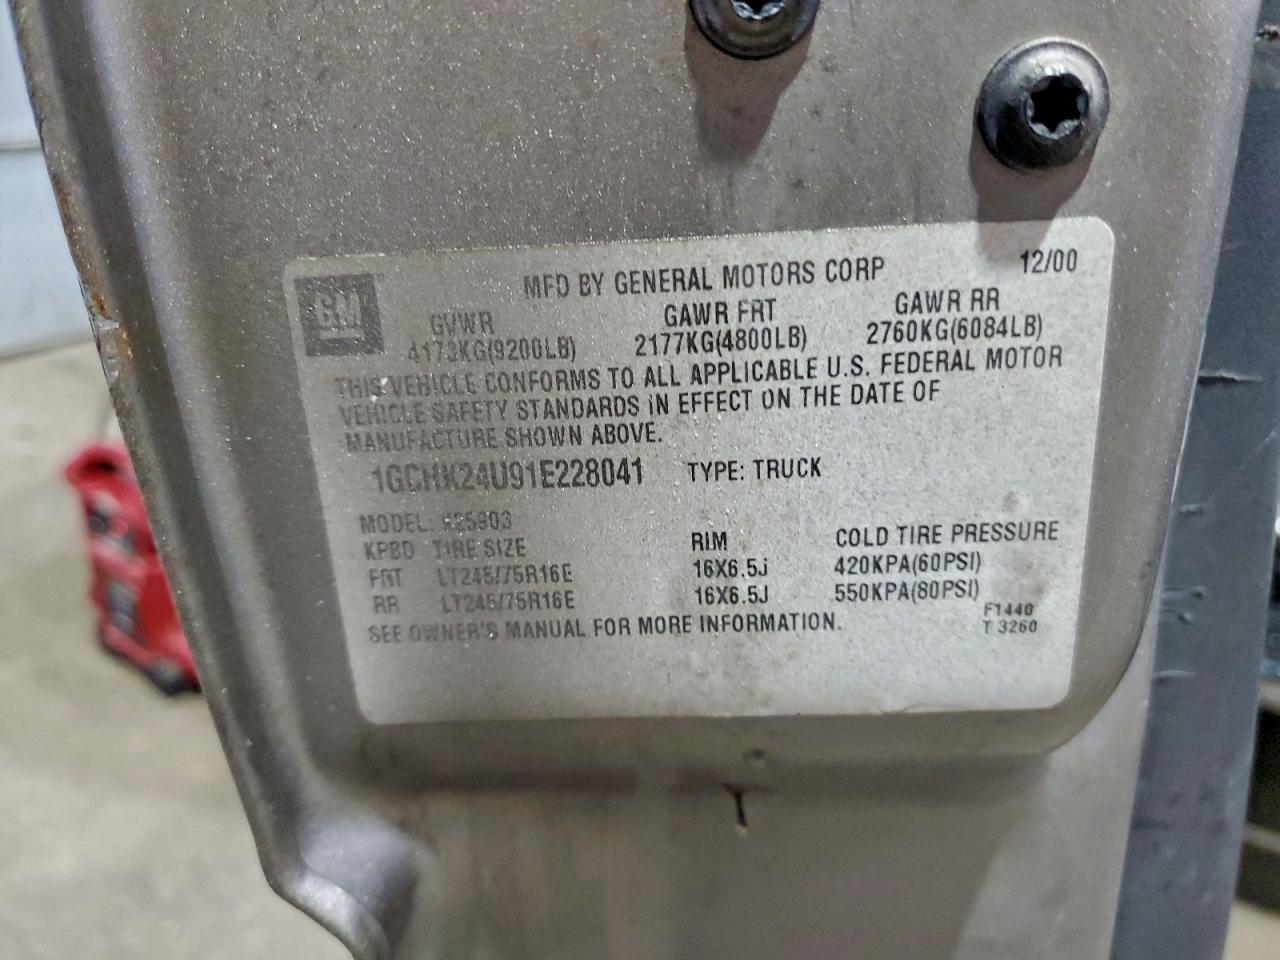 GM
MFD BY GENERAL MOTORS CORP 12/00
GVWR GAWR FRT GAWR RR
4173KG(9200LB) 2177KG(4800LB) 2760KG(6084LB)
THIS VEHICLE CONFORMS TO ALL APPLICABLE U.S. FEDERAL MOTOR
VEHICLE SAFETY STANDARDS IN EFFECT ON THE DATE OF
MANUFACTURE SHOWN ABOVE.
1GCHK24U91E228041 TYPE: TRUCK
MODEL: K25903
KPBD TIRE SIZE RIM COLD TIRE PRESSURE
FRT LT245/75R16E 16X6.5J 420KPA(60PSI)
RR LT245/75R16E 16X6.5J 550KPA(80PSI)
SEE OWNER'S MANUAL FOR MORE INFORMATION.
F1440
T 3260